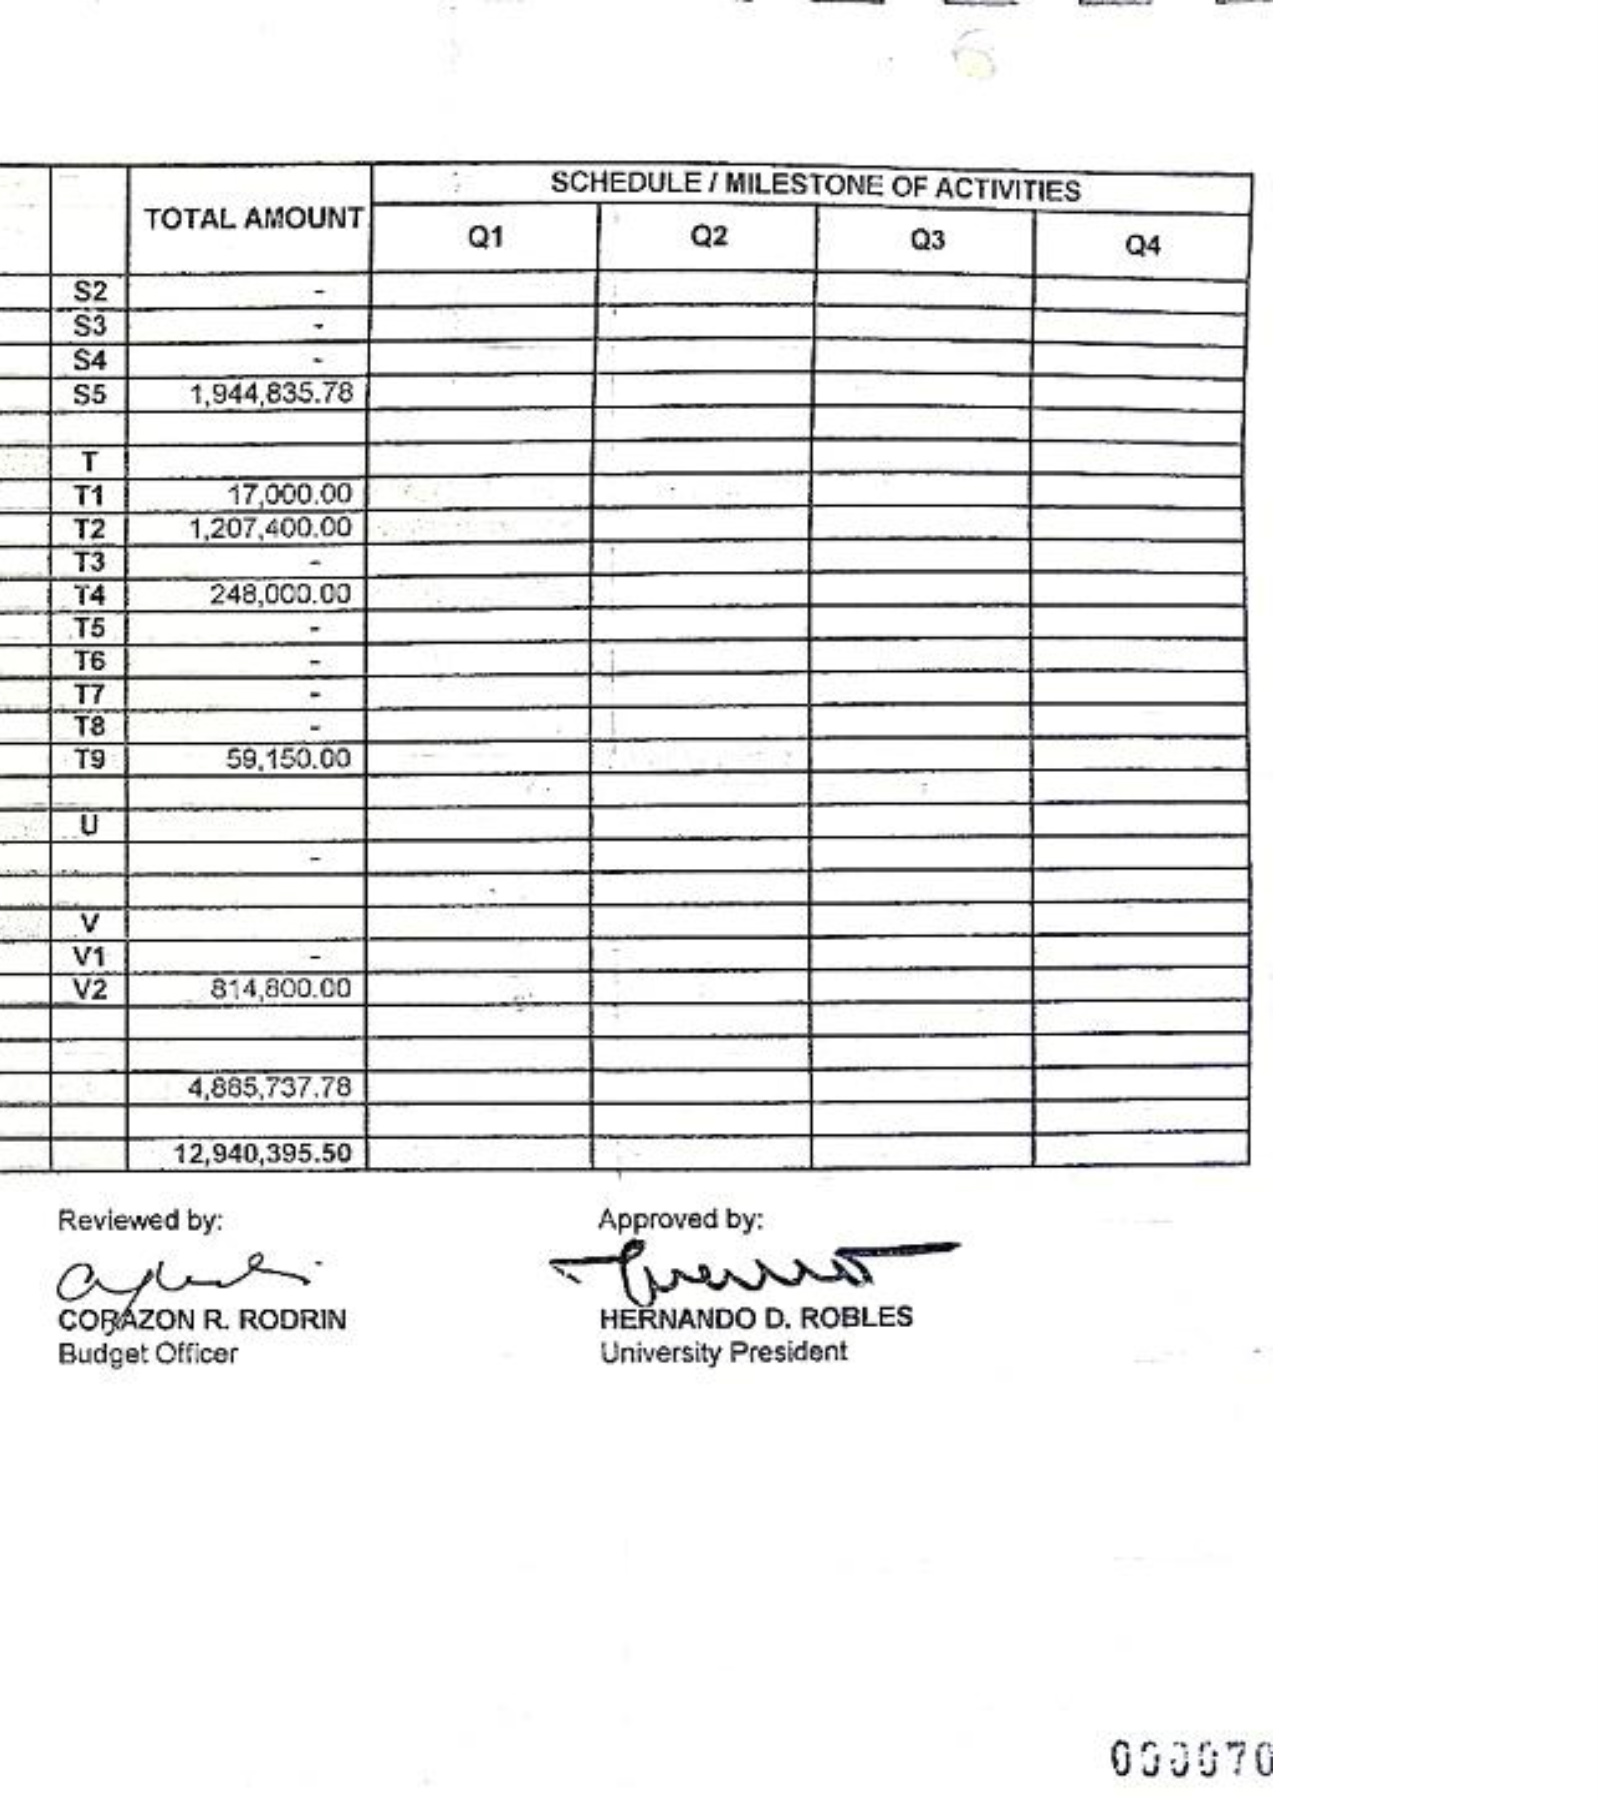 SCHEDULE / MILESTONE OF ACTIVITIES
TOTAL AMOUNT
Q1 Q2 Q3 Q4
S2 -
S3 -
S4 -
S5 1,944,835.78
T
T1 17,000.00
T2 1,207,400.00
T3 -
T4 248,000.00
T5 -
T6 -
T7 -
T8 -
T9 59,150.00
U
-
V
V1 -
V2 814,800.00
4,885,737.78
12,940,395.50
Reviewed by: Approved by:
CORAZON R. RODRIN HERNANDO D. ROBLES
Budget Officer University President
000070